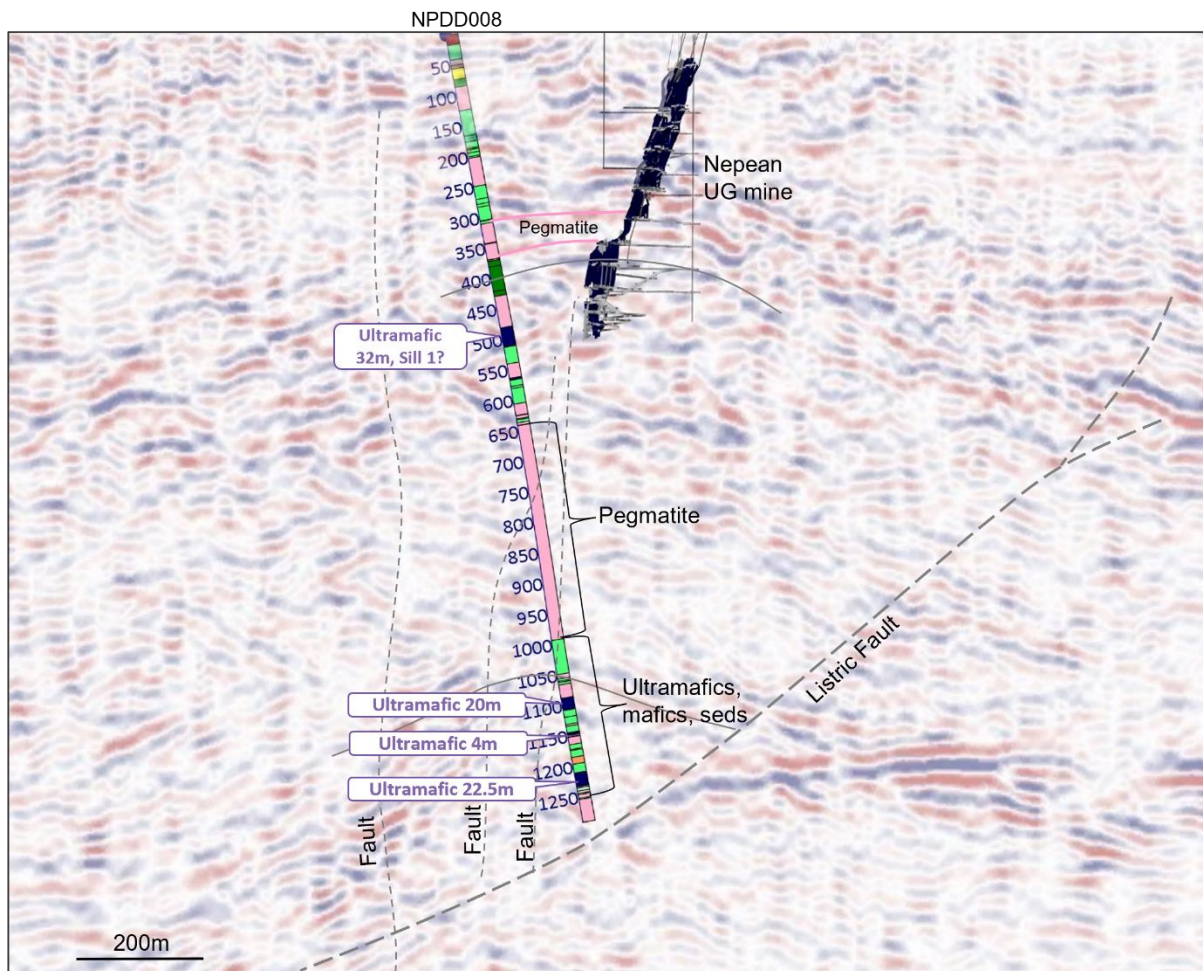 NPDD008
50
100
150
200
250
300
350
400
450
500
550
600
650
700
750
800
850
900
950
1000
1050
1100
1150
1200
1250
Nepean
UG mine
Pegmatite
Ultramafic
32m, Sill 1?
Pegmatite
Listric Fault
Ultramafics,
mafics, seds
Ultramafic 20m
Ultramafic 4m
Ultramafic 22.5m
Fault
Fault
Fault
200m